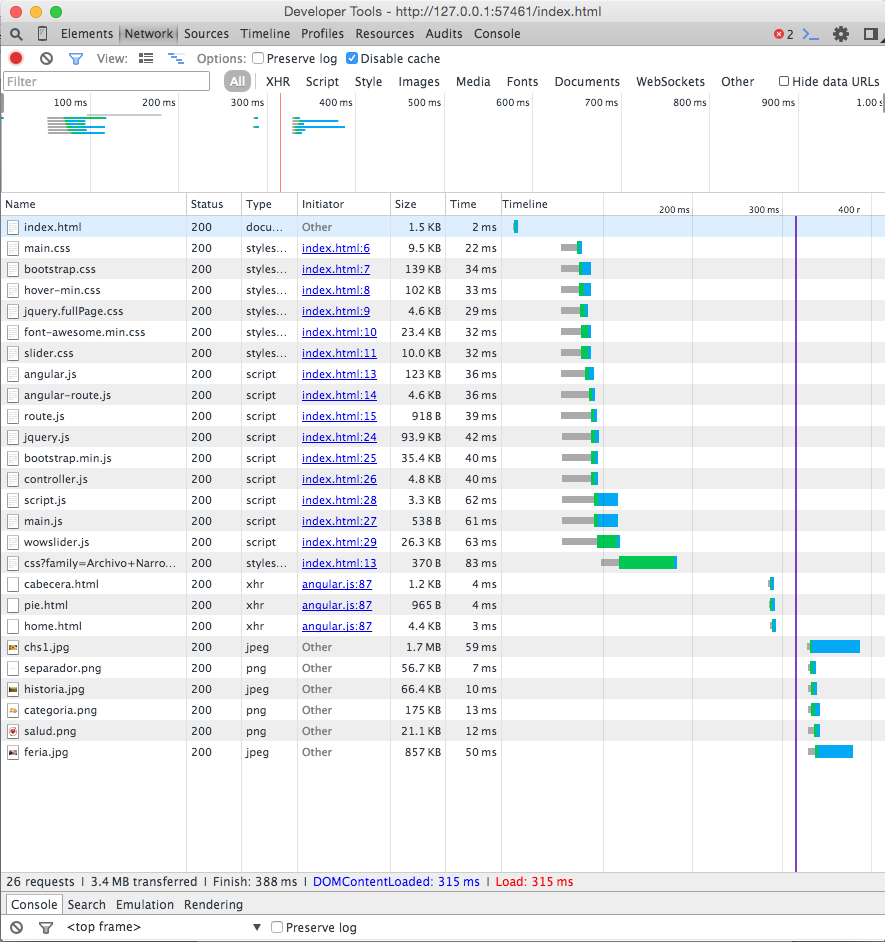 Developer Tools - http://127.0.0.1:57461/index.html
Elements Network Sources Timeline Profiles Resources Audits Console 2
View: Options: Preserve log Disable cache
Filter All XHR Script Style Images Media Fonts Documents WebSockets Other Hide data URLs
100 ms 200 ms 300 ms 400 ms 500 ms 600 ms 700 ms 800 ms 900 ms 1.00 s
Name Status Type Initiator Size Time Timeline 200 ms 300 ms 400 r
index.html 200 docu... Other 1.5 KB 2 ms
main.css 200 styles... index.html:6 9.5 KB 22 ms
bootstrap.css 200 styles... index.html:7 139 KB 34 ms
hover-min.css 200 styles... index.html:8 102 KB 33 ms
jquery.fullPage.css 200 styles... index.html:9 4.6 KB 29 ms
font-awesome.min.css 200 styles... index.html:10 23.4 KB 32 ms
slider.css 200 styles... index.html:11 10.0 KB 32 ms
angular.js 200 script index.html:13 123 KB 36 ms
angular-route.js 200 script index.html:14 4.6 KB 36 ms
route.js 200 script index.html:15 918 B 39 ms
jquery.js 200 script index.html:24 93.9 KB 42 ms
bootstrap.min.js 200 script index.html:25 35.4 KB 40 ms
controller.js 200 script index.html:26 4.8 KB 40 ms
script.js 200 script index.html:28 3.3 KB 62 ms
main.js 200 script index.html:27 538 B 61 ms
wowslider.js 200 script index.html:29 26.3 KB 63 ms
css?family=Archivo+Narro... 200 styles... index.html:13 370 B 83 ms
cabecera.html 200 xhr angular.js:87 1.2 KB 4 ms
pie.html 200 xhr angular.js:87 965 B 4 ms
home.html 200 xhr angular.js:87 4.4 KB 3 ms
chs1.jpg 200 jpeg Other 1.7 MB 59 ms
separador.png 200 png Other 56.7 KB 7 ms
historia.jpg 200 jpeg Other 66.4 KB 10 ms
categoria.png 200 png Other 175 KB 13 ms
salud.png 200 png Other 21.1 KB 12 ms
feria.jpg 200 jpeg Other 857 KB 50 ms
26 requests | 3.4 MB transferred | Finish: 388 ms | DOMContentLoaded: 315 ms | Load: 315 ms
Console Search Emulation Rendering
<top frame> ▼ Preserve log